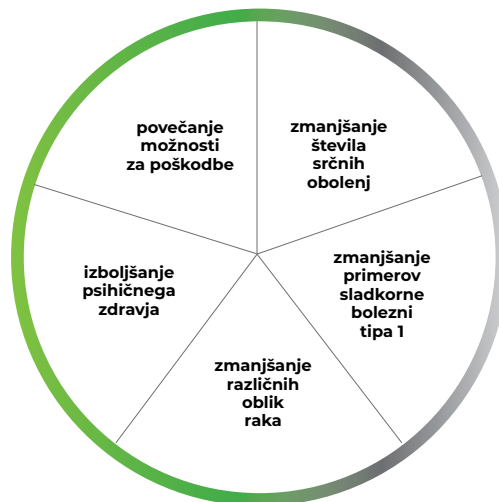 povečanje
možnosti
za poškodbe
zmanjšanje
števila
srčnih
obolenj
izboljšanje
psihičnega
zdravja
zmanjšanje
primerov
sladkorne
bolezni
tipa 1
zmanjšanje
različnih
oblik
raka